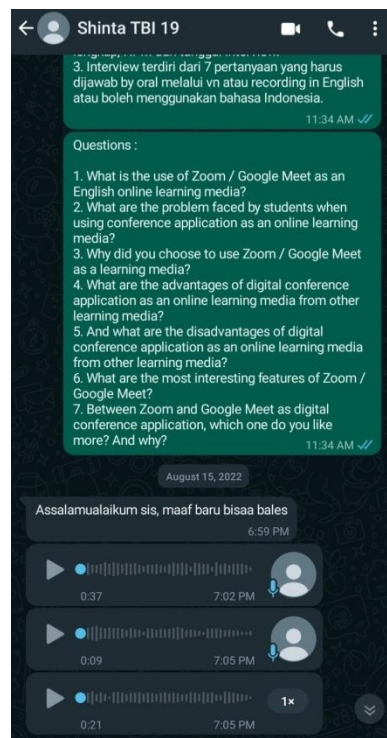 Shinta TBI 19
3. Interview terdiri dari 7 pertanyaan yang harus
dijawab by oral melalui vn atau recording in English
atau boleh menggunakan bahasa Indonesia.
11:34 AM
Questions :
1. What is the use of Zoom / Google Meet as an
English online learning media?
2. What are the problem faced by students when
using conference application as an online learning
media?
3. Why did you choose to use Zoom / Google Meet
as a learning media?
4. What are the advantages of digital conference
application as an online learning media from other
learning media?
5. And what are the disadvantages of digital
conference application as an online learning media
from other learning media?
6. What are the most interesting features of Zoom /
Google Meet?
7. Between Zoom and Google Meet as digital
conference application, which one do you like
more? And why?
11:34 AM
August 15, 2022
Assalamualaikum sis, maaf baru bisaa bales
6:59 PM
0:37 7:02 PM
0:09 7:05 PM
1×
0:21 7:05 PM